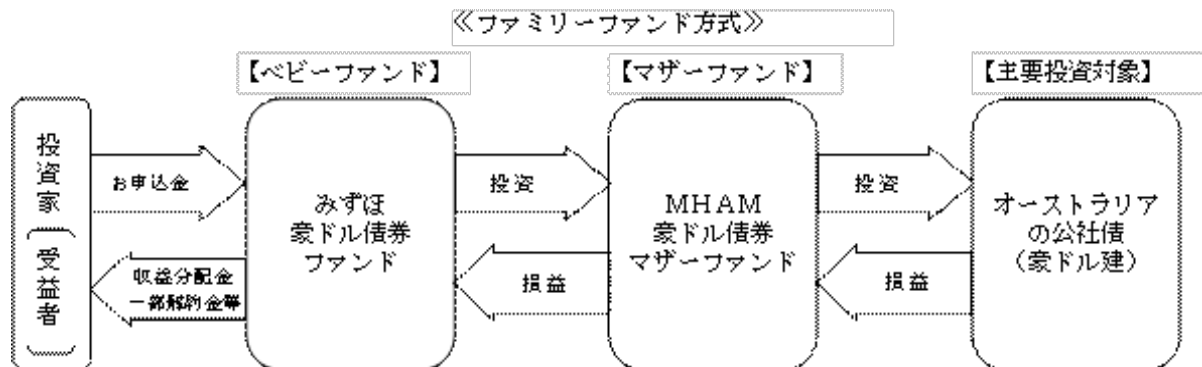 ≪ファミリーファンド方式≫
【ベビーファンド】
【マザーファンド】
【主要投資対象】
投資家
(受益者)
お申込金
収益分配金
一部解約金等
みずほ
豪ドル債券
ファンド
投資
損益
MHAM
豪ドル債券
マザーファンド
投資
損益
オーストラリア
の公社債
(豪ドル建)